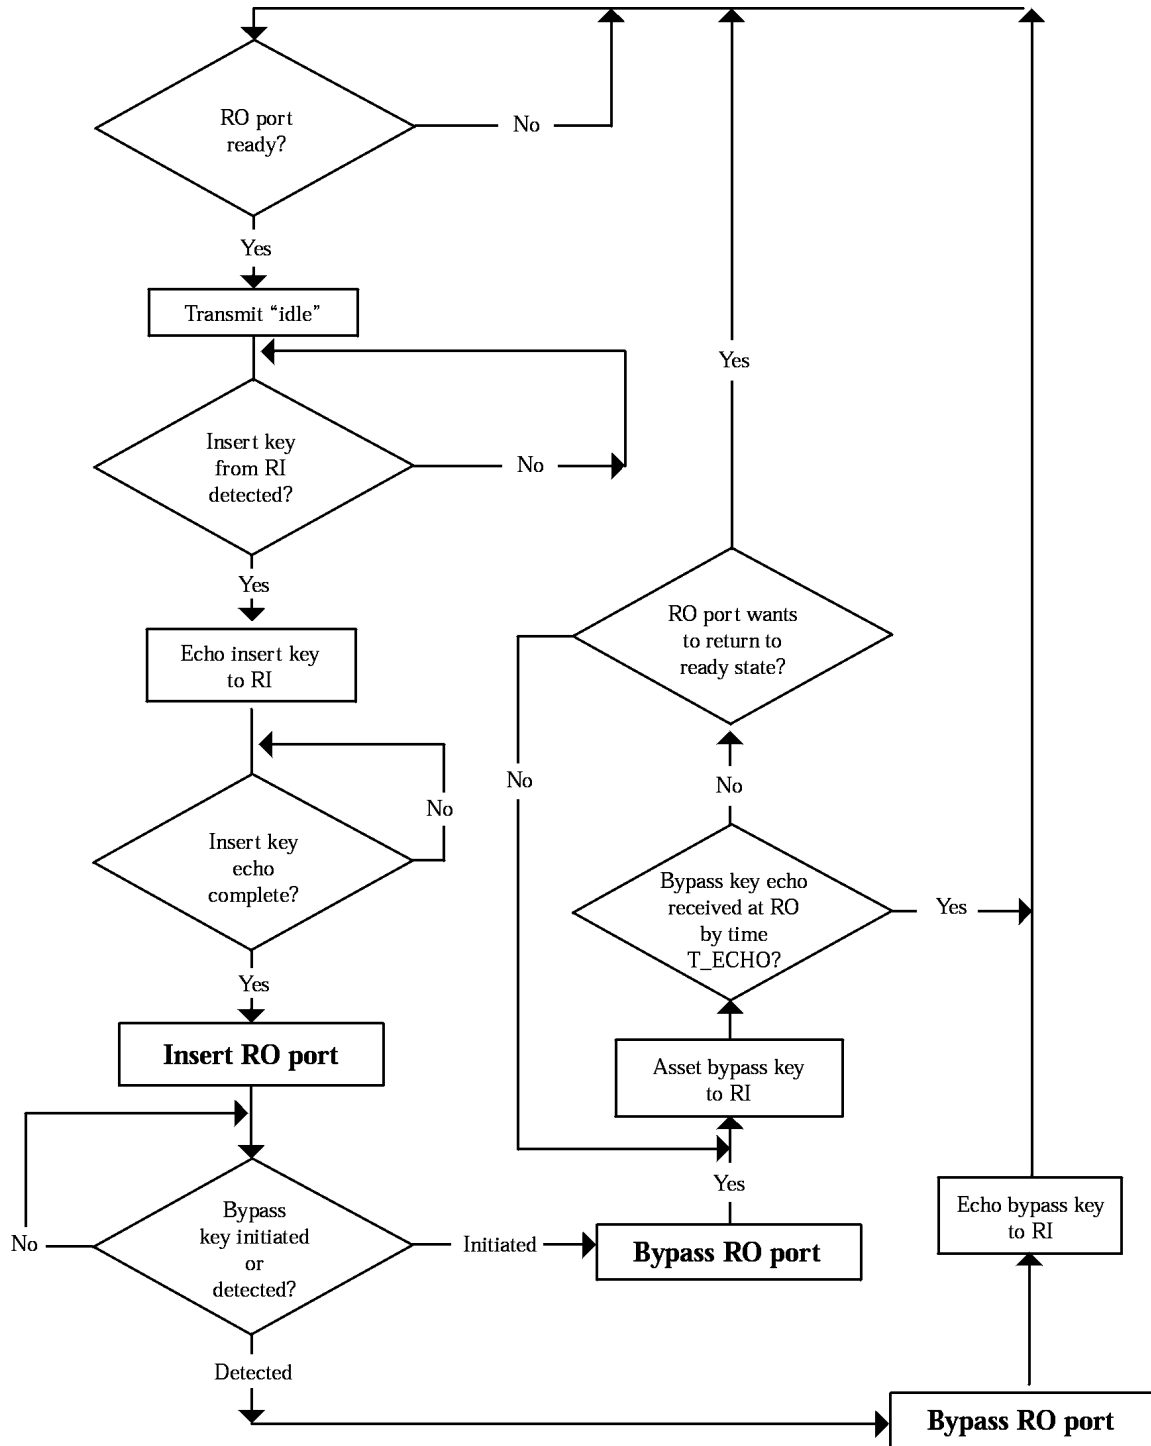 RO port
ready?
No
Yes
Transmit “idle”
Insert key
from RI
detected?
No
Yes
Echo insert key
to RI
No
Insert key
echo
complete?
Yes
Insert RO port
Bypass
key initiated
or
detected?
No
Initiated
Detected
Bypass RO port
Yes
Asset bypass key
to RI
Bypass key echo
received at RO
by time
T_ECHO?
Yes
No
RO port wants
to return to
ready state?
No
Yes
Bypass RO port
Echo bypass key
to RI